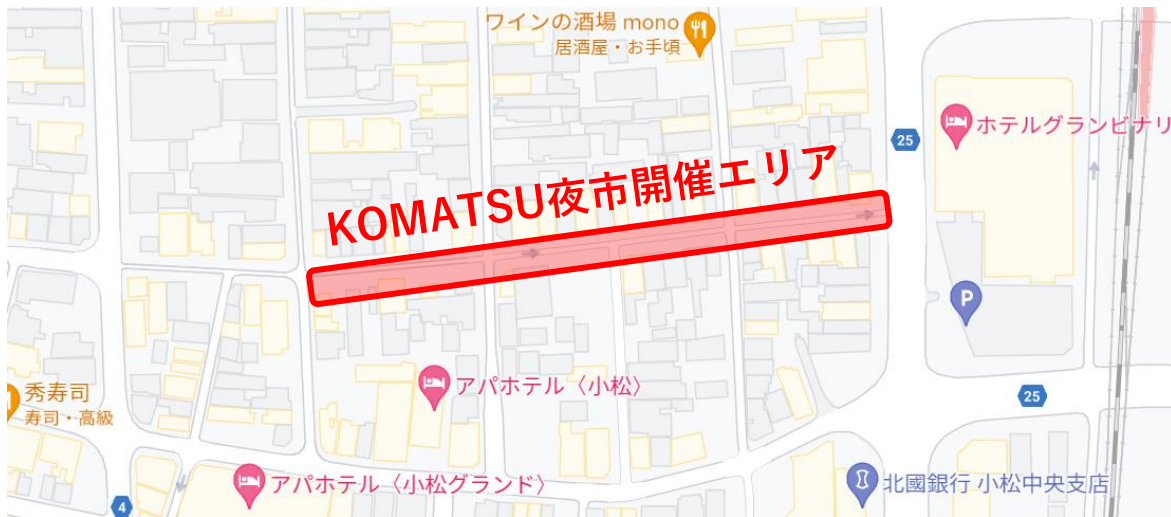 ワインの酒場 mono
居酒屋・お手頃
25
ホテルグランビナリ
KOMATSU夜市開催エリア
P
アパホテル〈小松〉
秀寿司
寿司・高級
25
アパホテル〈小松グランド〉
北國銀行 小松中央支店
4